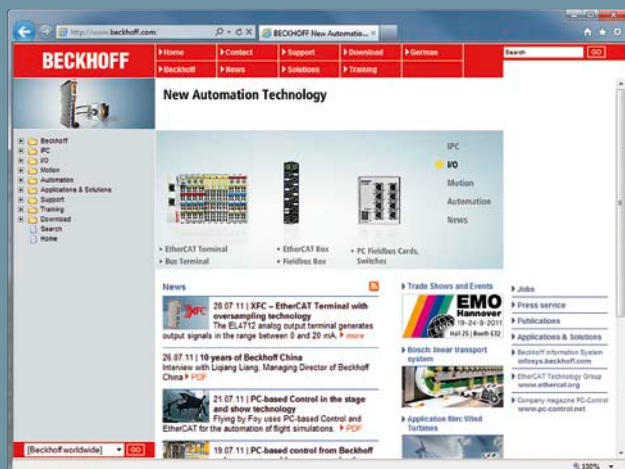 http://www.beckhoff.com/
BECKHOFF New Automatio...
BECKHOFF
Home
Contact
Support
Download
German
Beckhoff
News
Solutions
Training
Search
GO
New Automation Technology
Beckhoff
IPC
I/O
Motion
Automation
Applications & Solutions
Support
Training
Download
Search
Home
IPC
I/O
Motion
Automation
News
EtherCAT Terminal
Bus Terminal
EtherCAT Box
Fieldbus Box
PC Fieldbus Cards,
Switches
News
XFC
28.07.11 | XFC – EtherCAT Terminal with
oversampling technology
The EL4712 analog output terminal generates
output signals in the range between 0 and 20 mA. more
26.07.11 | 10 years of Beckhoff China
Interview with Liqiang Liang, Managing Director of Beckhoff
China PDF
21.07.11 | PC-based Control in the stage
and show technology
Flying by Foy uses PC-based Control and
EtherCAT for the automation of flight simulations. PDF
19.07.11 | PC-based control from Beckhoff
Trade Shows and Events
EMO
Hannover
19-24-9-2011
Hall 25 | Booth E32
Bosch: linear transport
system
Application film: Wind
Turbines
Jobs
Press service
Publications
Applications & Solutions
Beckhoff Information System
infosys.beckhoff.com
EtherCAT Technology Group
www.ethercat.org
Company magazine PC-Control
www.pc-control.net
[Beckhoff worldwide]
GO
100%